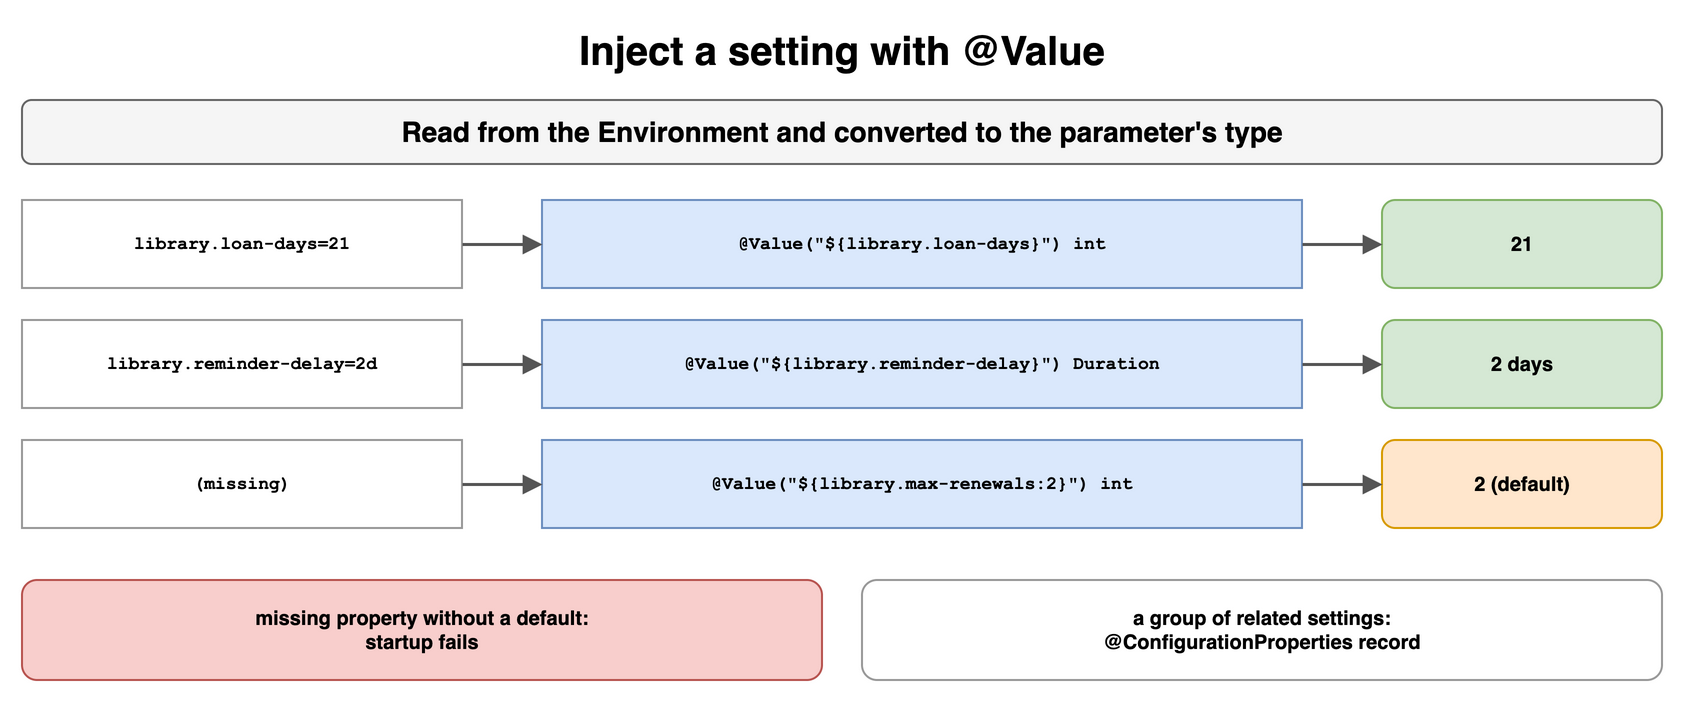 Inject a setting with @Value
Read from the Environment and converted to the parameter's type
library.loan-days=21
@Value("${library.loan-days}") int
21
library.reminder-delay=2d
@Value("${library.reminder-delay}") Duration
2 days
(missing)
@Value("${library.max-renewals:2}") int
2 (default)
missing property without a default:
startup fails
a group of related settings:
@ConfigurationProperties record